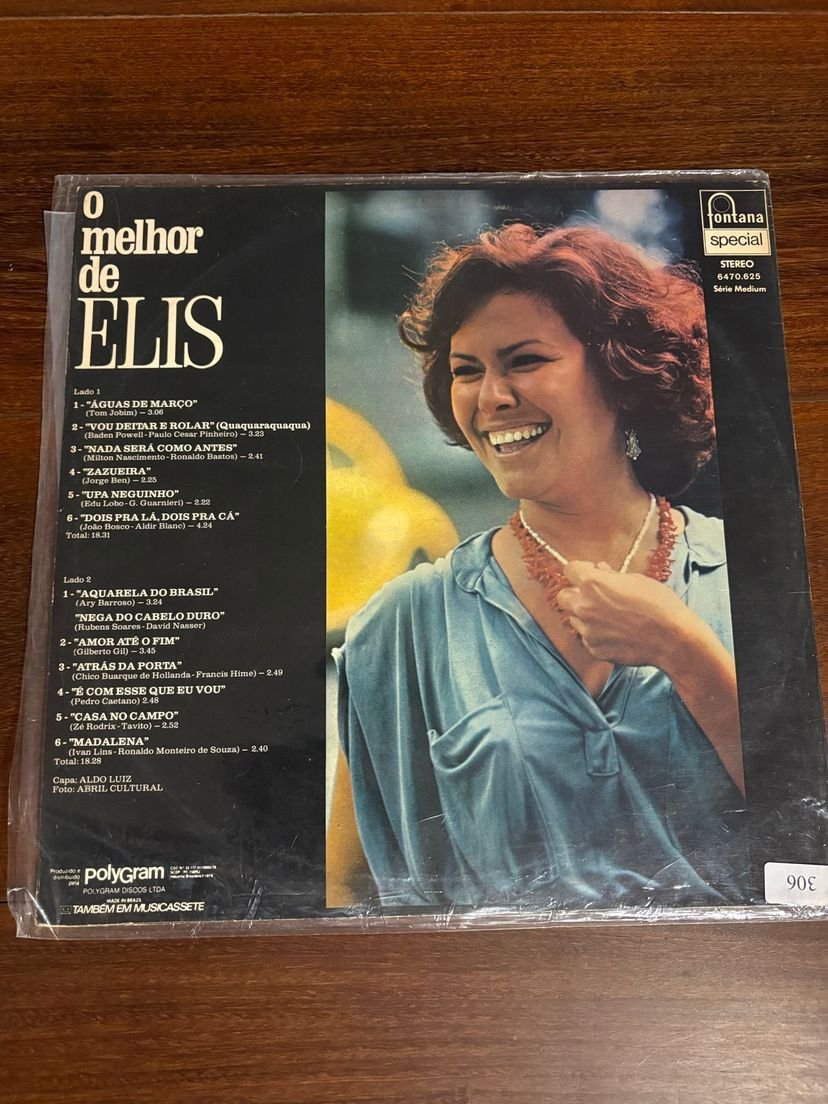 O
melhor
de
ELIS
Lado 1
1 - "ÁGUAS DE MARÇO"
(Tom Jobim) — 3.06
2 - "VOU DEITAR E ROLAR" (Quaquaraquaqua)
(Baden Powell - Paulo Cesar Pinheiro) — 3.23
3 - "NADA SERÁ COMO ANTES"
(Milton Nascimento - Ronaldo Bastos) — 2.41
4 - "ZAZUEIRA"
(Jorge Ben) — 2.25
5 - "UPA NEGUINHO"
(Edu Lobo - G. Guarnieri) — 2.22
6 - "DOIS PRA LÁ, DOIS PRA CÁ"
(João Bosco - Aldir Blanc) — 4.24
Total: 18.31
Lado 2
1 - "AQUARELA DO BRASIL"
(Ary Barroso) — 3.24
"NEGA DO CABELO DURO"
(Rubens Soares - David Nasser)
2 - "AMOR ATÉ O FIM"
(Gilberto Gil) — 3.45
3 - "ATRÁS DA PORTA"
(Chico Buarque de Hollanda - Francis Hime) — 2.49
4 - "É COM ESSE QUE EU VOU"
(Pedro Caetano) 2.48
5 - "CASA NO CAMPO"
(Zé Rodrix - Tavito) — 2.52
6 - "MADALENA"
(Ivan Lins - Ronaldo Monteiro de Souza) — 2.40
Total: 18.28
Capa: ALDO LUIZ
Foto: ABRIL CULTURAL
Produzido e
distribuído
pela
polyGram
POLYGRAM DISCOS LTDA
MADE IN BRAZIL
TAMBÉM EM MUSICASSETE
fontana
special
STEREO
6470.625
Série Medium
306